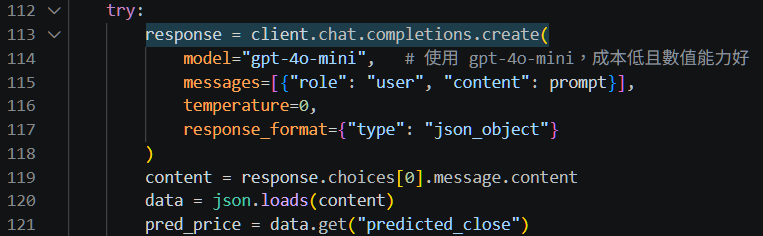 112 try:
113 response = client.chat.completions.create(
114 model="gpt-4o-mini",   # 使用 gpt-4o-mini，成本低且數值能力好
115 messages=[{"role": "user", "content": prompt}],
116 temperature=0,
117 response_format={"type": "json_object"}
118 )
119 content = response.choices[0].message.content
120 data = json.loads(content)
121 pred_price = data.get("predicted_close")